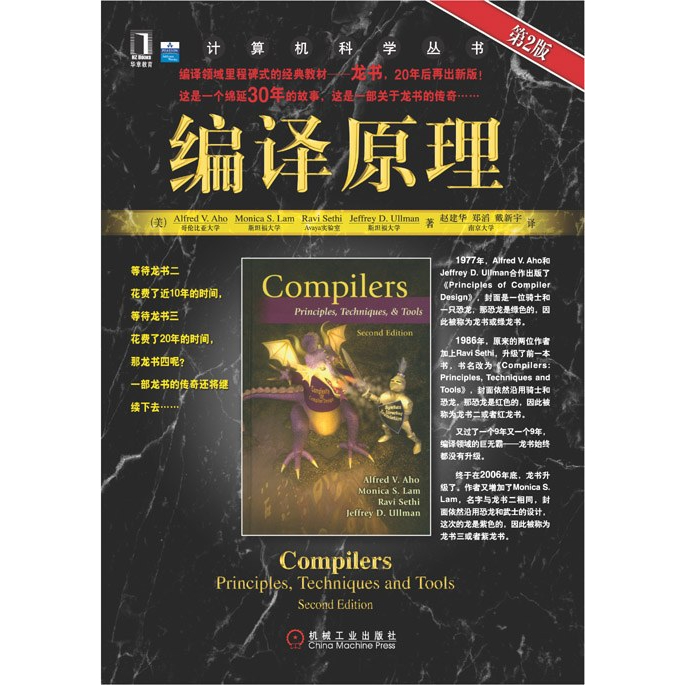 HZ BOOKS
华章教育
PEARSON
计算机科学丛书
第2版
编译领域里程碑式的经典教材——龙书，20年后再出新版！
这是一个绵延30年的故事，这是一部关于龙书的传奇……
编译原理
（美） Alfred V. Aho Monica S. Lam Ravi Sethi Jeffrey D. Ullman 著 赵建华 郑滔 戴新宇 译
哥伦比亚大学 斯坦福大学 Avaya实验室 斯坦福大学 南京大学
等待龙书二
花费了近10年的时间，
等待龙书三
花费了20年的时间，
那龙书四呢？
一部龙书的传奇还将继
续下去……
Compilers
Principles, Techniques, & Tools
Second Edition
Alfred V. Aho
Monica S. Lam
Ravi Sethi
Jeffrey D. Ullman
1977年，Alfred V. Aho和
Jeffrey D. Ullman合作出版了
《Principles of Compiler
Design》，封面是一位骑士和
一只恐龙，那恐龙是绿色的，因
此被称为龙书或绿龙书。
1986年，原来的两位作者
加上Ravi Sethi，升级了前一本
书，书名改为《Compilers:
Principles, Techniques and
Tools》，封面依然沿用骑士和
恐龙，那恐龙是红色的，因此被
称为龙书二或者红龙书。
又过了一个9年又一个9年，
编译领域的巨无霸——龙书始终
都没有升级。
终于在2006年底，龙书升
级了。作者又增加了Monica S.
Lam，名字与龙书二相同，封
面依然沿用恐龙和武士的设计，
这次的龙是紫色的，因此被称为
龙书三或者紫龙书。
Compilers
Principles, Techniques and Tools
Second Edition
机械工业出版社
China Machine Press